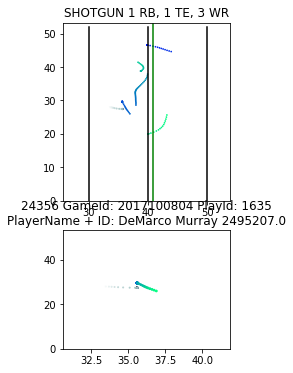 SHOTGUN 1 RB, 1 TE, 3 WR
50
40
30
20
10
0
30 40 50
24356 GameId: 2017100804 PlayId: 1635
PlayerName + ID: DeMarco Murray 2495207.0
40
20
0
32.5 35.0 37.5 40.0